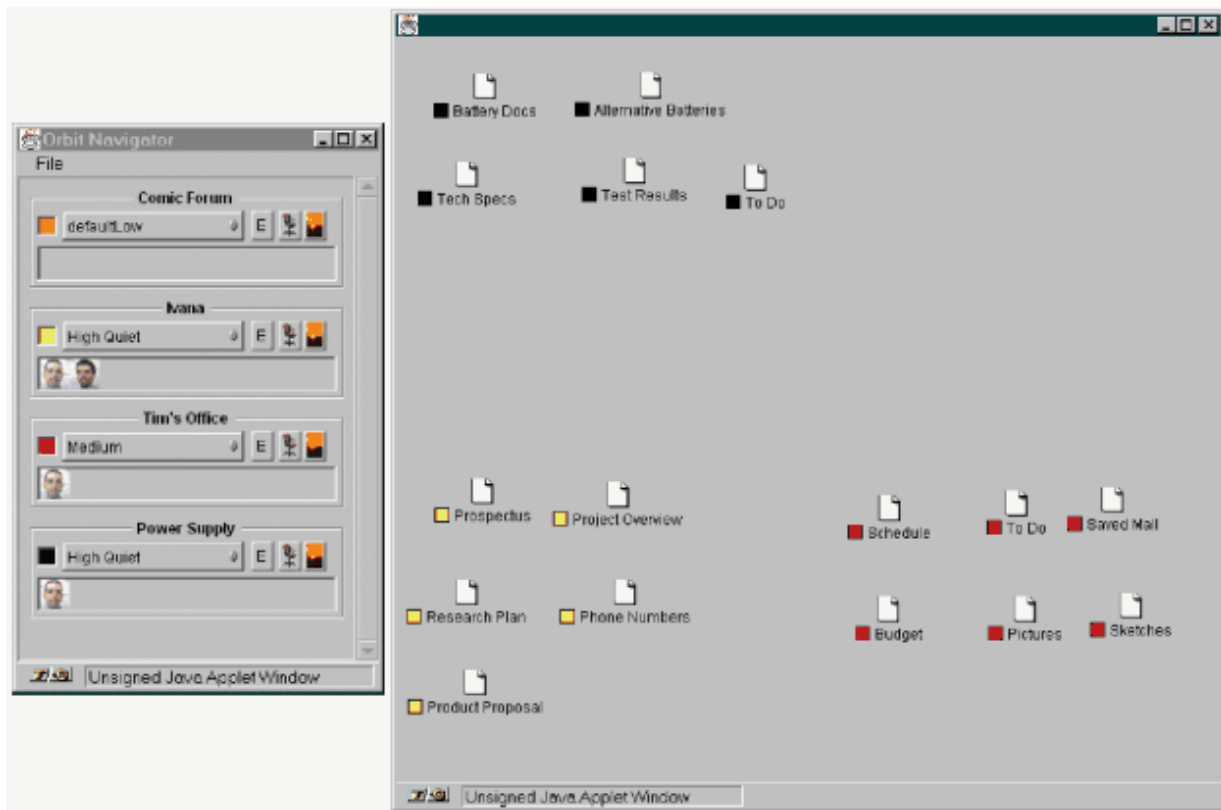 Orbit Navigator
File
Comic Forum
defaultLow E
Ivana
High Quiet E
Tim's Office
Medium E
Power Supply
High Quiet E
Unsigned Java Applet Window
Battery Docs Alternative Batteries
Tech Specs Test Results To Do
Prospectus Project Overview Schedule To Do Saved Mail
Research Plan Phone Numbers Budget Pictures Sketches
Product Proposal
Unsigned Java Applet Window